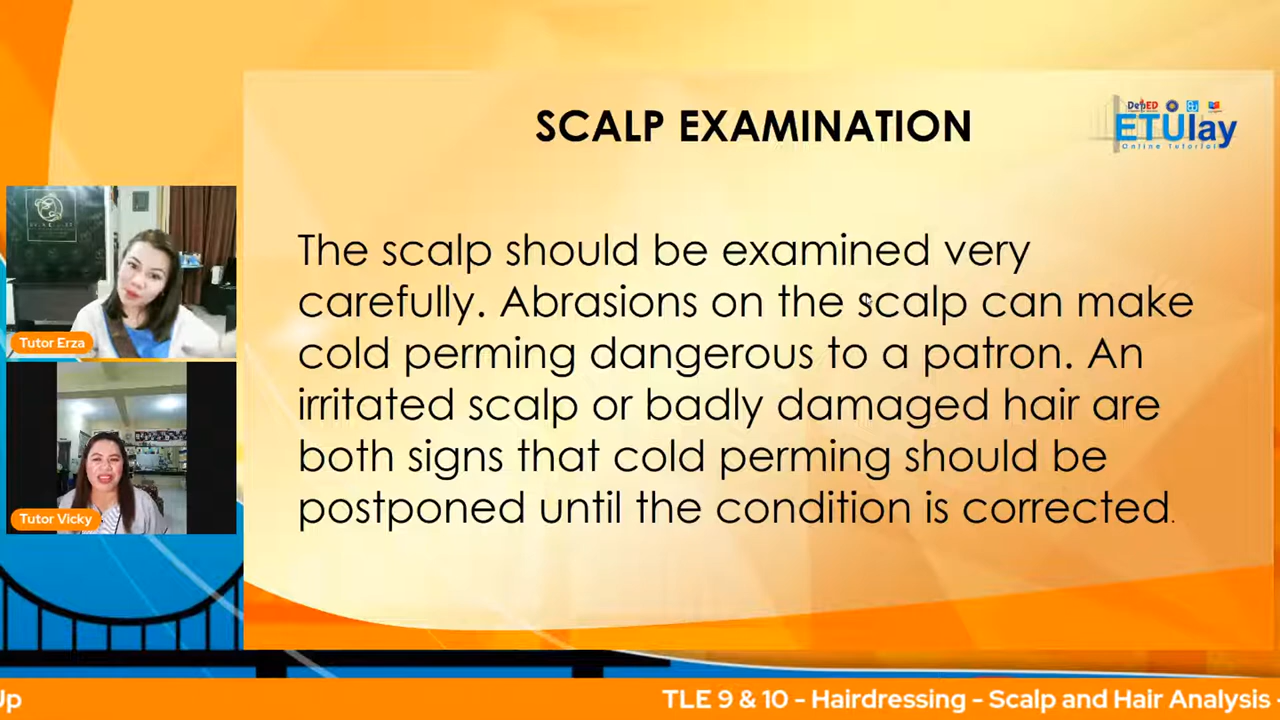 SCALP EXAMINATION
DepED
ETUlay
Online Tutorial
The scalp should be examined very
carefully. Abrasions on the scalp can make
cold perming dangerous to a patron. An
irritated scalp or badly damaged hair are
both signs that cold perming should be
postponed until the condition is corrected.
Tutor Erza
Tutor Vicky
Up
TLE 9 & 10 - Hairdressing - Scalp and Hair Analysis -